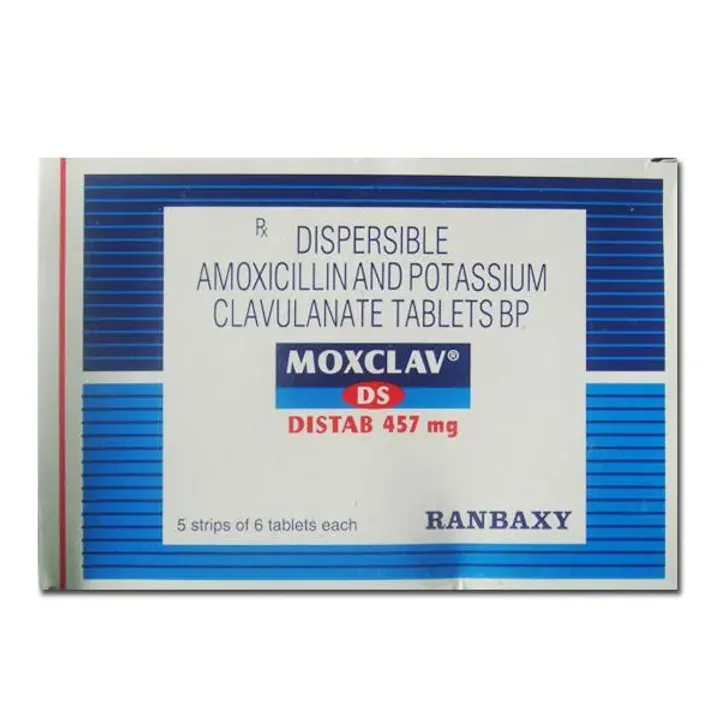 Rx DISPERSIBLE
AMOXICILLIN AND POTASSIUM
CLAVULANATE TABLETS BP
MOXCLAV®
DS
DISTAB 457 mg
5 strips of 6 tablets each
RANBAXY